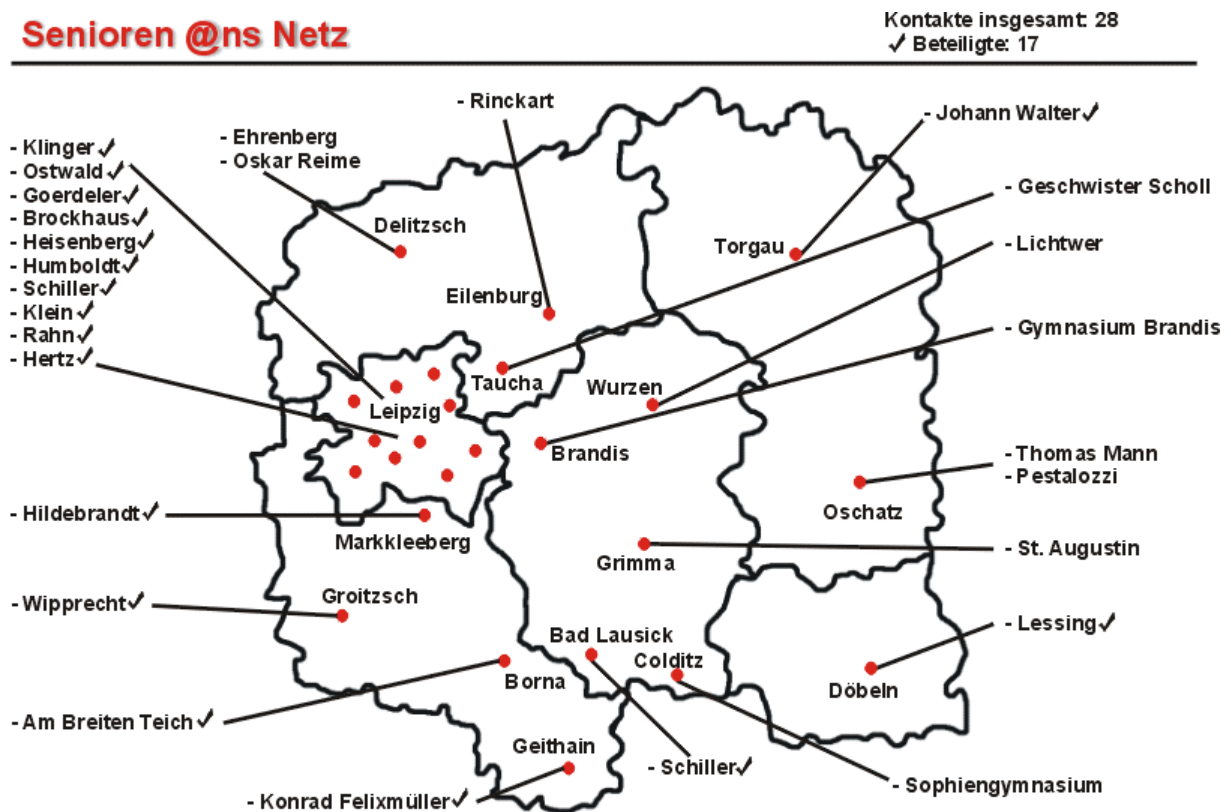 Senioren @ns Netz
Kontakte insgesamt: 28
✓ Beteiligte: 17
- Rinckart
- Johann Walter ✓
- Ehrenberg
- Oskar Reime
- Klinger ✓
- Ostwald ✓
- Goerdeler ✓
- Brockhaus ✓
- Heisenberg ✓
- Humboldt ✓
- Schiller ✓
- Klein ✓
- Rahn ✓
- Hertz ✓
- Geschwister Scholl
- Lichtwer
- Gymnasium Brandis
Delitzsch
Torgau
Eilenburg
Taucha
Wurzen
Leipzig
Brandis
- Thomas Mann
- Pestalozzi
Oschatz
- Hildebrandt ✓
Markkleeberg
Grimma
- St. Augustin
- Wipprecht ✓
Groitzsch
- Lessing ✓
Bad Lausick
Colditz
Borna
Döbeln
- Am Breiten Teich ✓
Geithain
- Schiller ✓
- Sophiengymnasium
- Konrad Felixmüller ✓